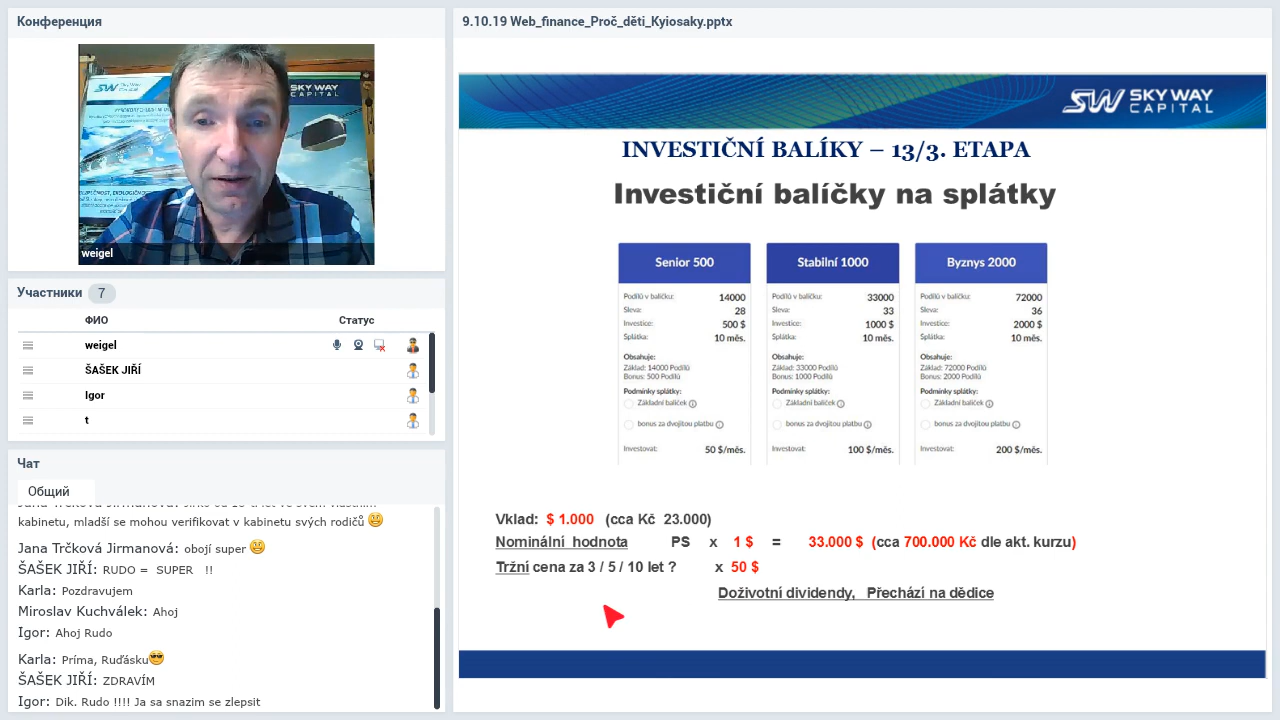 Конференция
SKY WAY
CAPITAL
weigel
Участники 7
ФИО Статус
weigel
ŠAŠEK JIŘÍ
Igor
t
Чат
Общий
kabinetu, mladší se mohou verifikovat v kabinetu svých rodičů
Jana Trčková Jirmanová: obojí super
ŠAŠEK JIŘÍ: RUDO = SUPER !!
Karla: Pozdravujem
Miroslav Kuchválek: Ahoj
Igor: Ahoj Rudo
Karla: Príma, Ruďásku
ŠAŠEK JIŘÍ: ZDRAVÍM
Igor: Dik. Rudo !!!! Ja sa snazim se zlepsit
9.10.19 Web_finance_Proč_děti_Kyiosaky.pptx
SW SKY WAY
CAPITAL
INVESTIČNÍ BALÍKY – 13/3. ETAPA
Investiční balíčky na splátky
Senior 500
Podílů v balíčku: 14000
Sleva: 28
Investice: 500 $
Splátka: 10 měs.
Obsahuje:
Základ: 14000 Podílů
Bonus: 500 Podílů
Podmínky splátky:
Základní balíček
bonus za dvojitou platbu
Investovat: 50 $/měs.
Stabilní 1000
Podílů v balíčku: 33000
Sleva: 33
Investice: 1000 $
Splátka: 10 měs.
Obsahuje:
Základ: 33000 Podílů
Bonus: 1000 Podílů
Podmínky splátky:
Základní balíček
bonus za dvojitou platbu
Investovat: 100 $/měs.
Byznys 2000
Podílů v balíčku: 72000
Sleva: 36
Investice: 2000 $
Splátka: 10 měs.
Obsahuje:
Základ: 72000 Podílů
Bonus: 2000 Podílů
Podmínky splátky:
Základní balíček
bonus za dvojitou platbu
Investovat: 200 $/měs.
Vklad: $ 1.000 (cca Kč 23.000)
Nominální hodnota PS x 1 $ = 33.000 $ (cca 700.000 Kč dle akt. kurzu)
Tržní cena za 3 / 5 / 10 let ? x 50 $
Doživotní dividendy, Přechází na dědice